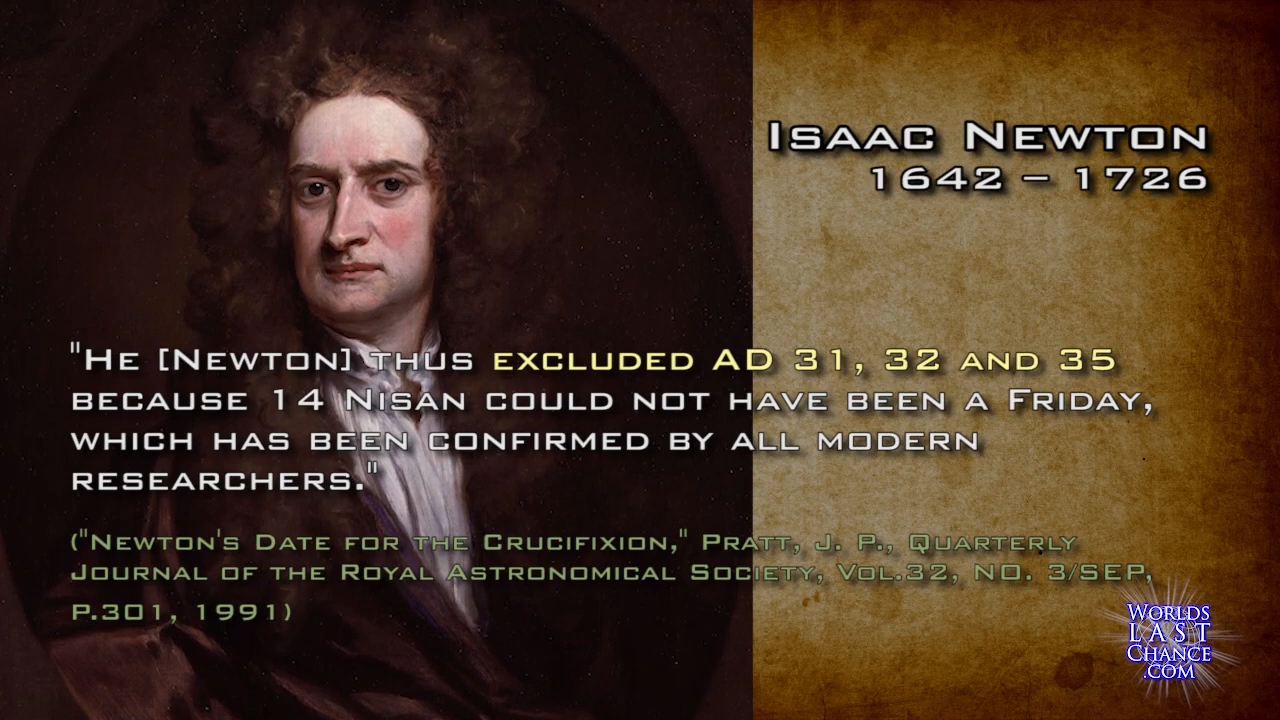 Isaac Newton
1642 – 1726
"He [Newton] thus excluded AD 31, 32 and 35
because 14 Nisan could not have been a Friday,
which has been confirmed by all modern
researchers."
("Newton's Date for the Crucifixion," Pratt, J. P., Quarterly
Journal of the Royal Astronomical Society, Vol.32, NO. 3/SEP,
P.301, 1991)
Worlds
Last
Chance
.com